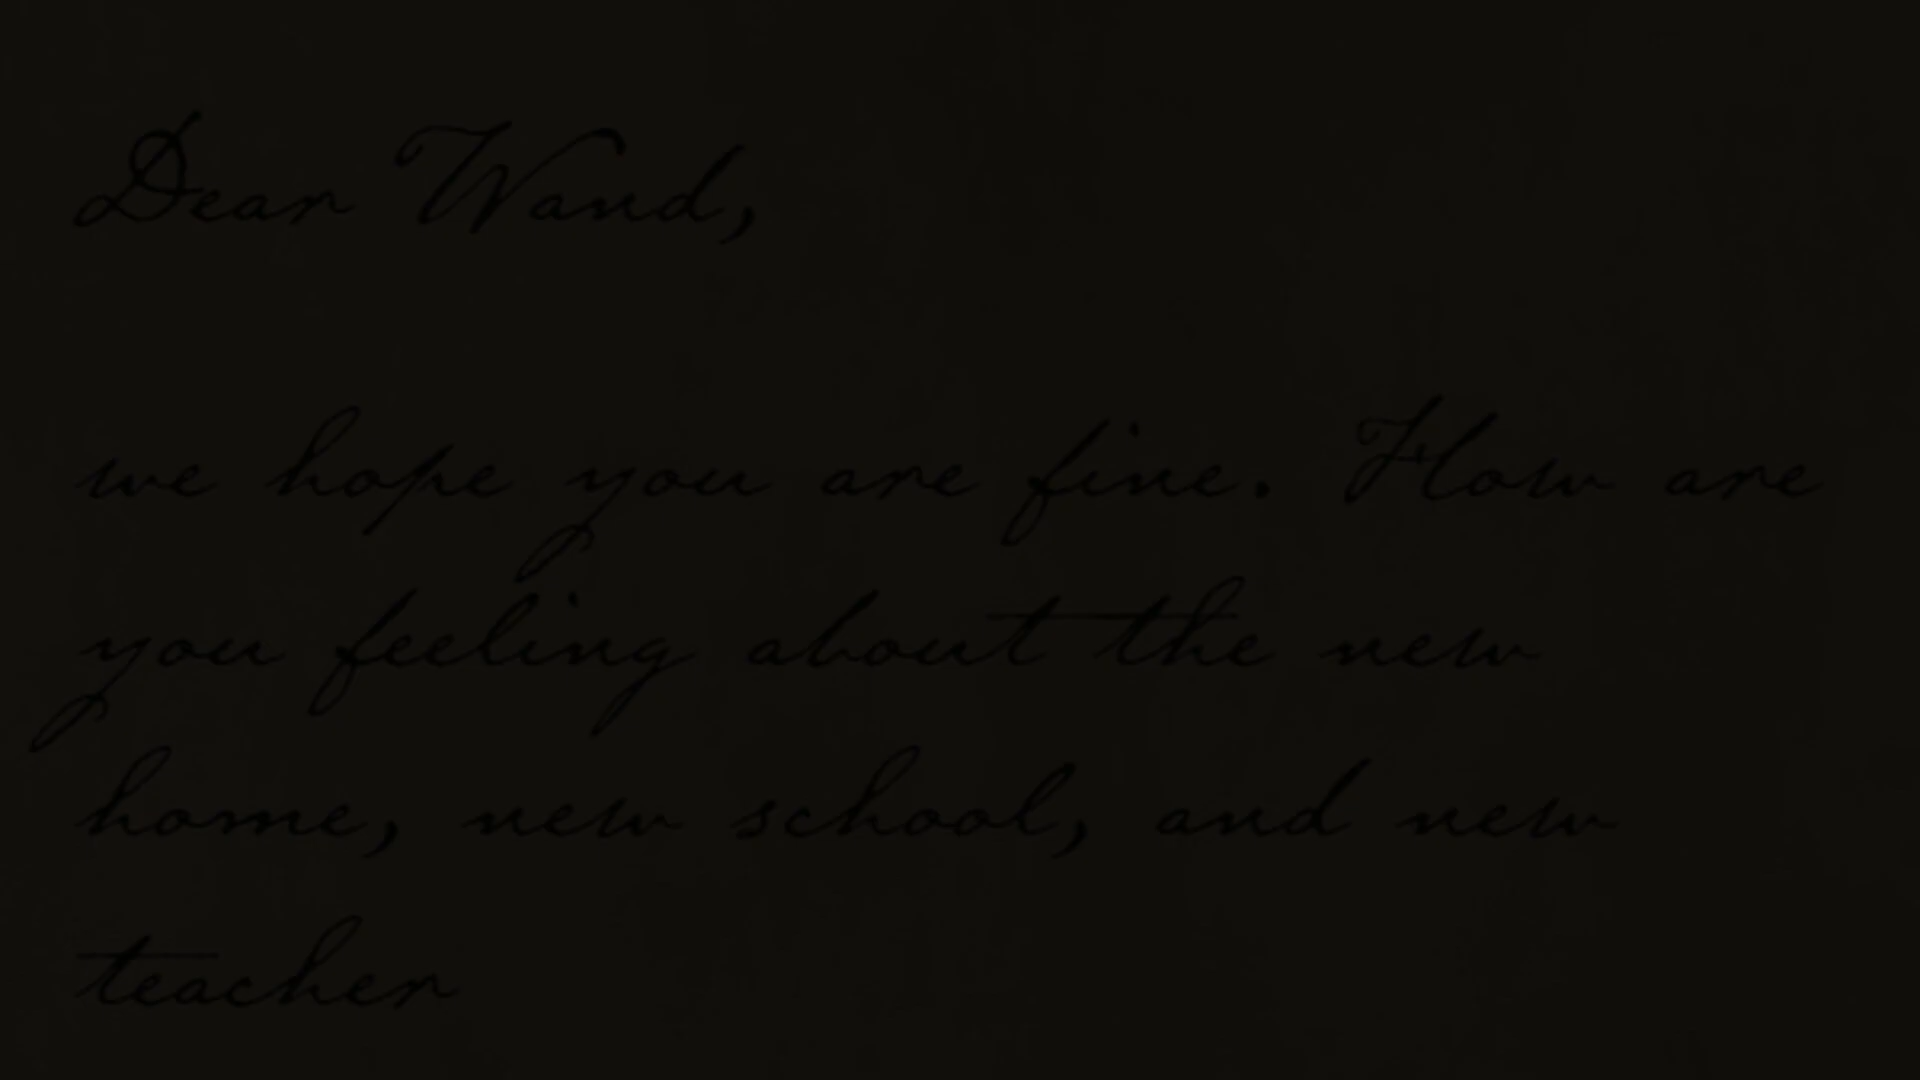 Dear Wand,
we hope you are fine. How are
you feeling about the new
home, new school, and new
teacher